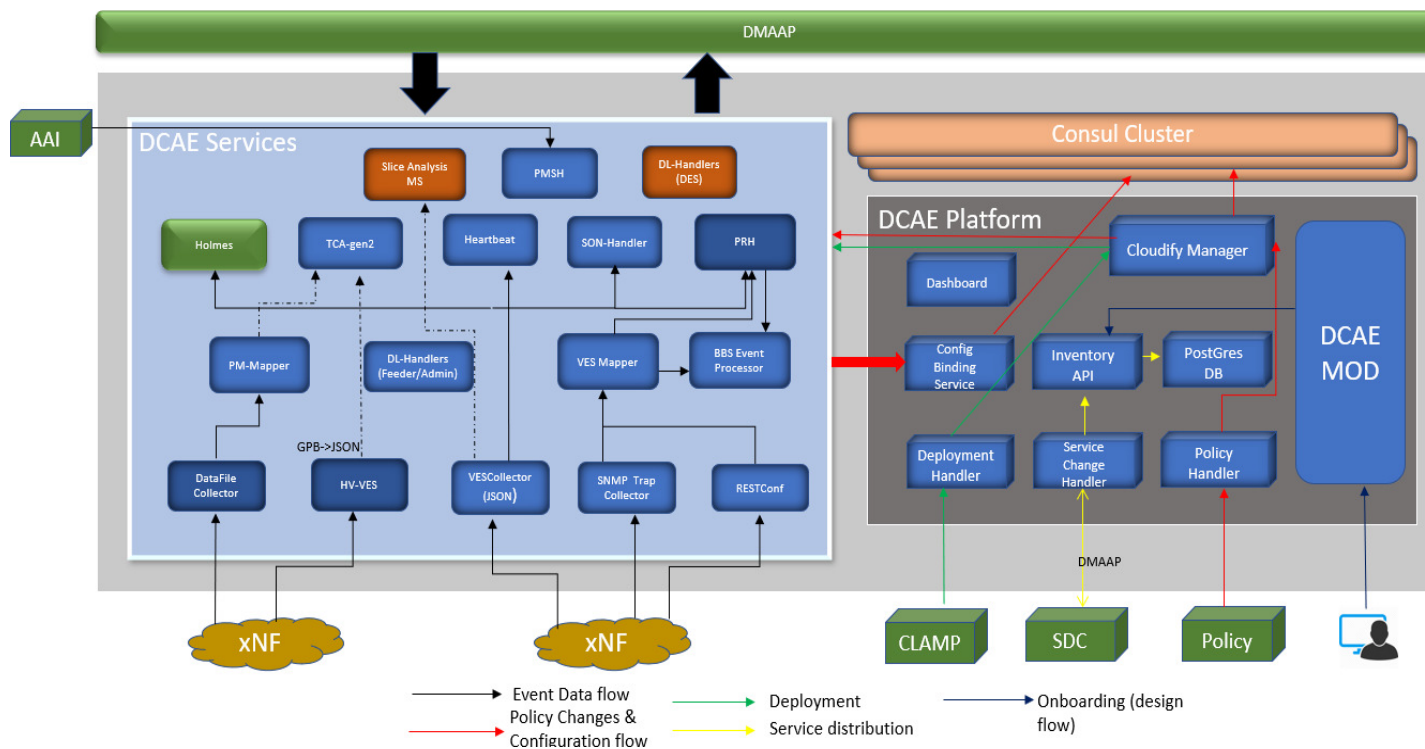 DMAAP
AAI
DCAE Services
Slice Analysis
MS
PMSH
DL-Handlers
(DES)
Holmes
TCA-gen2
Heartbeat
SON-Handler
PRH
PM-Mapper
DL-Handlers
(Feeder/Admin)
VES Mapper
BBS Event
Processor
GPB->JSON
DataFile
Collector
HV-VES
VESCollector
(JSON)
SNMP Trap
Collector
RESTConf
Consul Cluster
DCAE Platform
Cloudify Manager
Dashboard
Config
Binding
Service
Inventory
API
PostGres
DB
DCAE
MOD
Deployment
Handler
Service
Change
Handler
Policy
Handler
DMAAP
xNF
xNF
CLAMP
SDC
Policy
Event Data flow
Policy Changes &
Configuration flow
Deployment
Service distribution
Onboarding (design
flow)